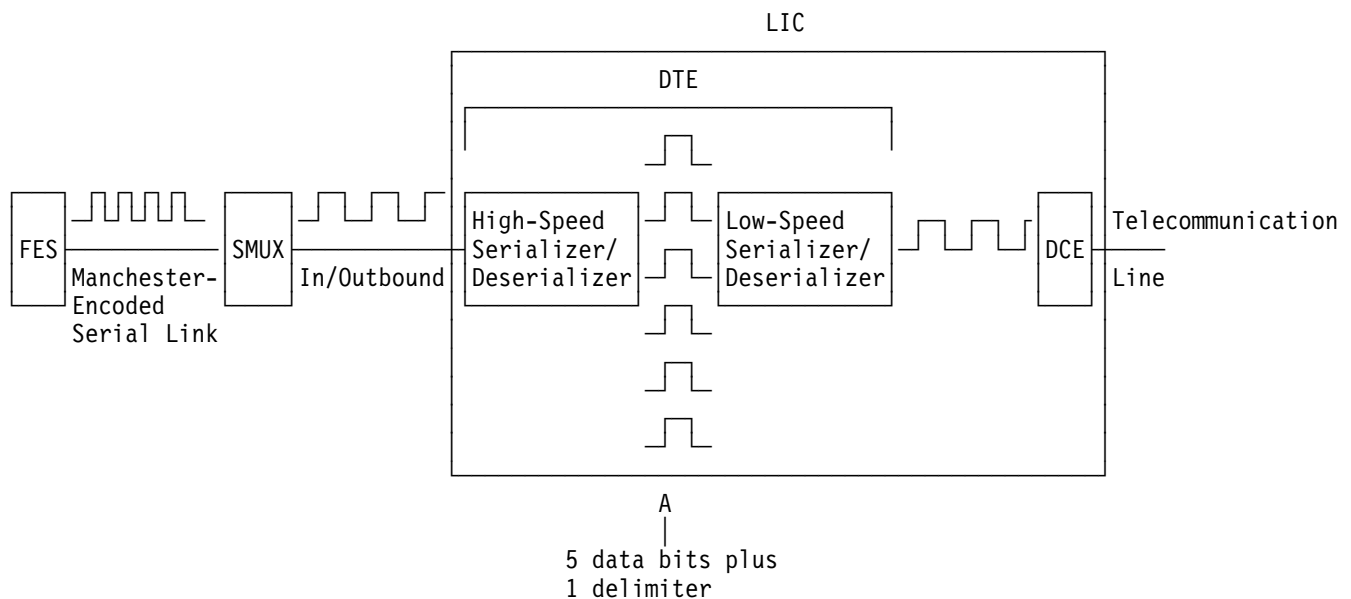 LIC
DTE
FES
Manchester-
Encoded
Serial Link
SMUX
In/Outbound
High-Speed
Serializer/
Deserializer
Low-Speed
Serializer/
Deserializer
DCE
Telecommunication
Line
A
5 data bits plus
1 delimiter